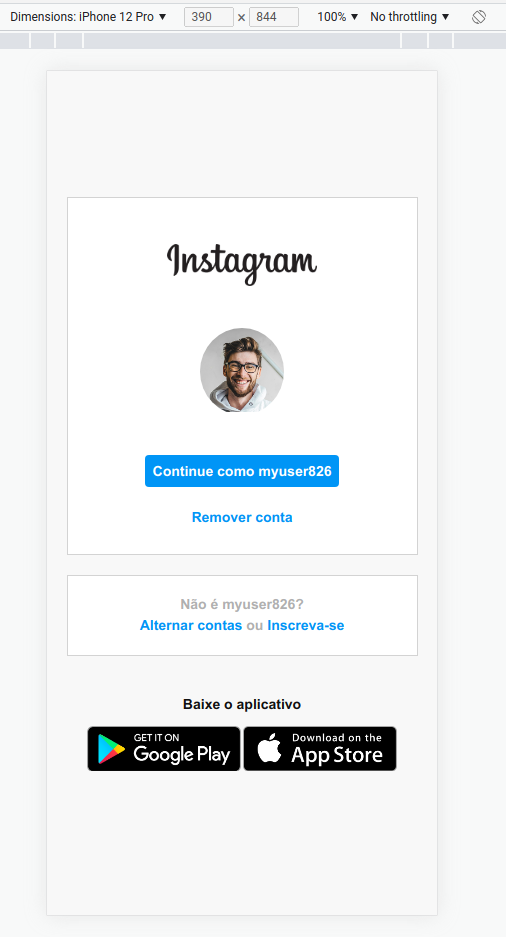 Dimensions: iPhone 12 Pro ▼ 390 × 844 100% ▼ No throttling ▼
Instagram
Continue como myuser826
Remover conta
Não é myuser826?
Alternar contas ou Inscreva-se
Baixe o aplicativo
GET IT ON
Google Play
Download on the
App Store